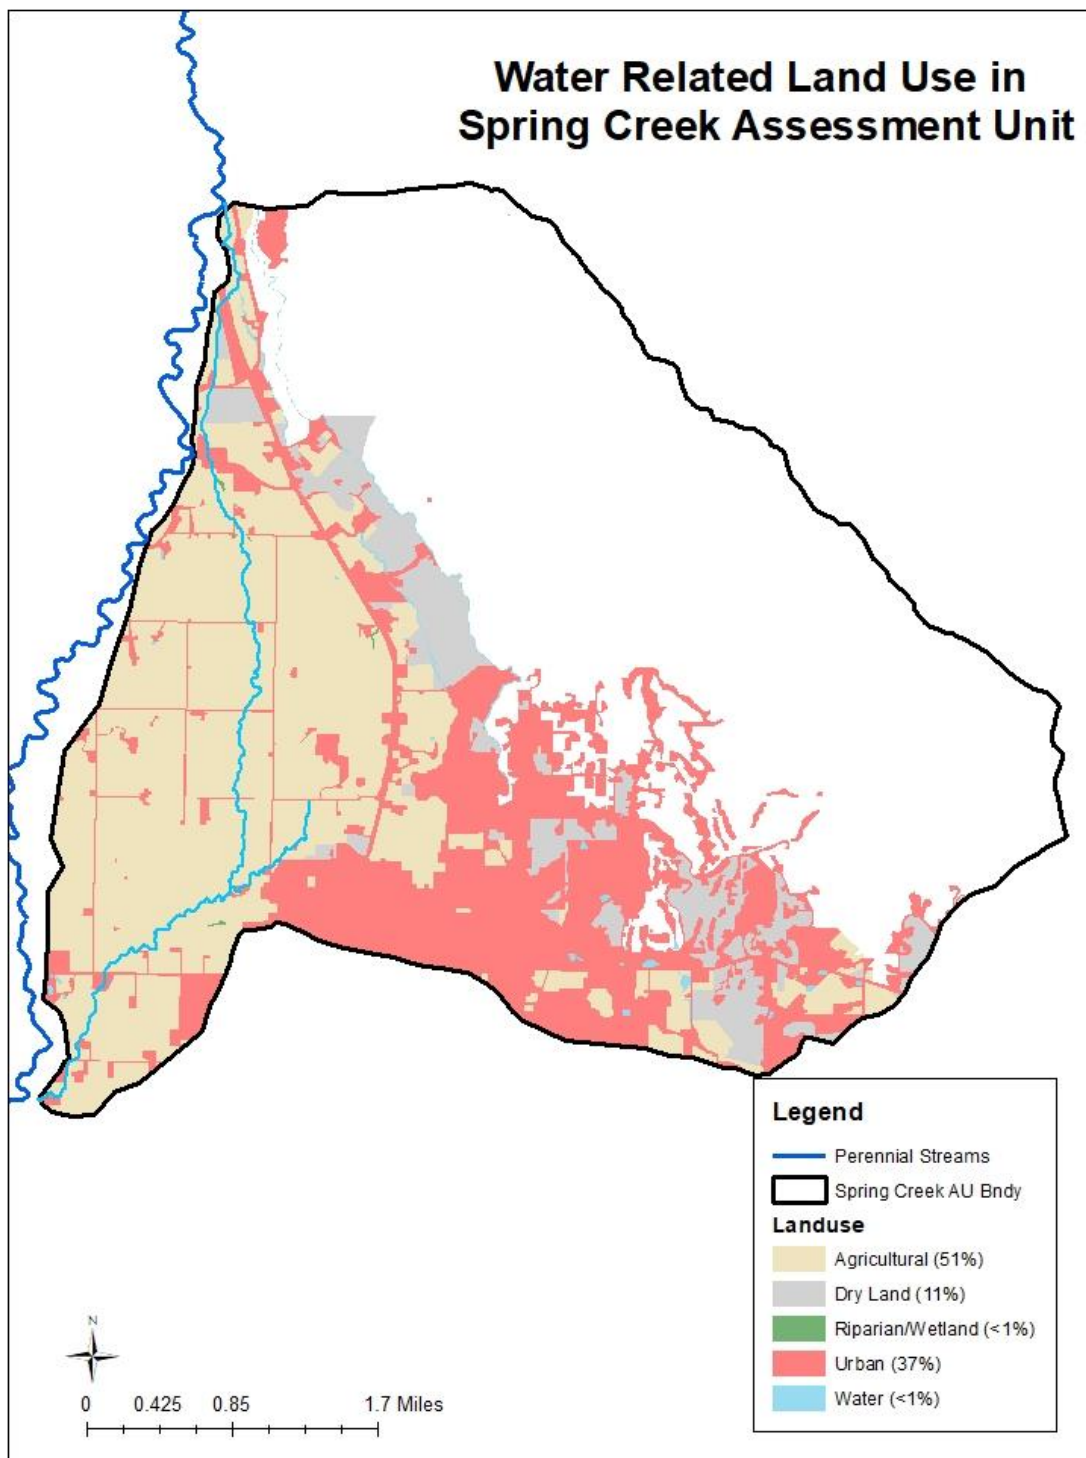 Water Related Land Use in
Spring Creek Assessment Unit
Legend
Perennial Streams
Spring Creek AU Bndy
Landuse
Agricultural (51%)
Dry Land (11%)
Riparian/Wetland (<1%)
Urban (37%)
Water (<1%)
N
0 0.425 0.85 1.7 Miles